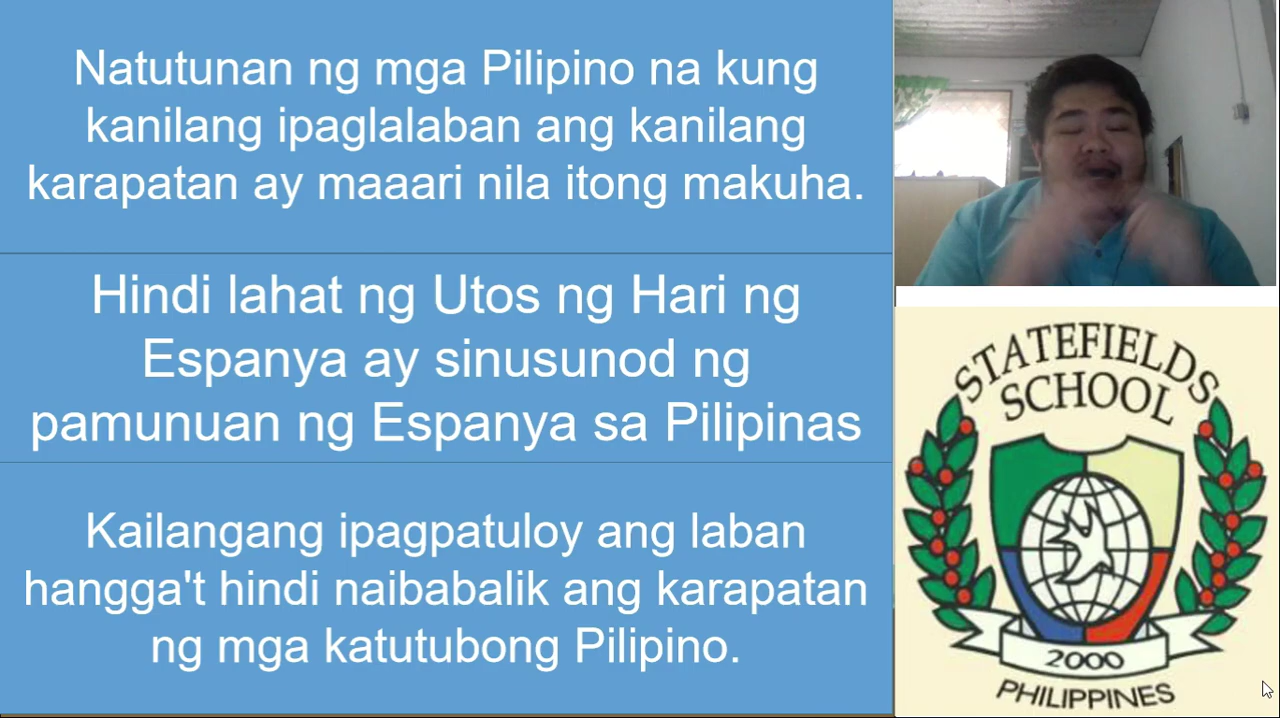 Natutunan ng mga Pilipino na kung
kanilang ipaglalaban ang kanilang
karapatan ay maaari nila itong makuha.
Hindi lahat ng Utos ng Hari ng
Espanya ay sinusunod ng
pamunuan ng Espanya sa Pilipinas
Kailangang ipagpatuloy ang laban
hangga't hindi naibabalik ang karapatan
ng mga katutubong Pilipino.
STATEFIELDS
SCHOOL
2000
PHILIPPINES